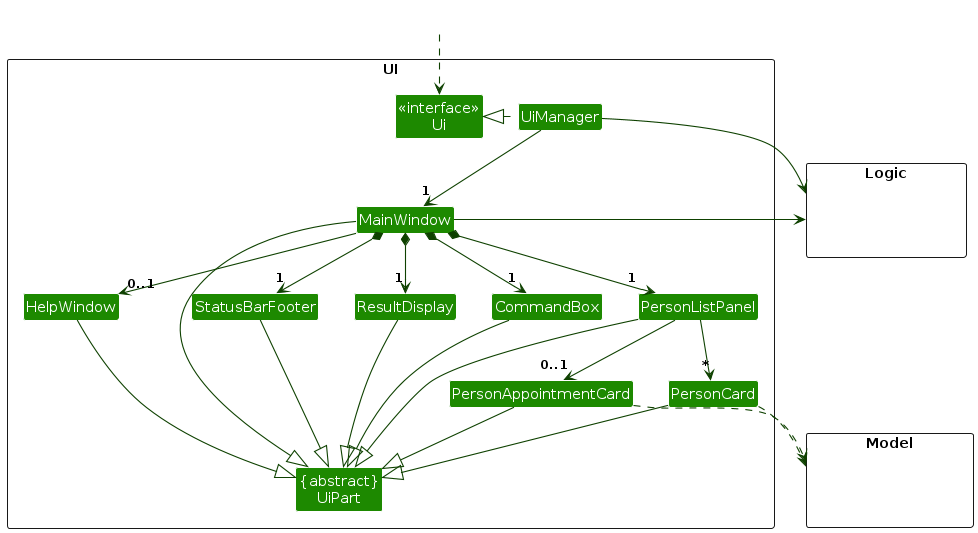 UI
«interface»
Ui
UiManager
Logic
1
MainWindow
0..1
1
1
1
1
HelpWindow
StatusBarFooter
ResultDisplay
CommandBox
PersonListPanel
0..1
*
PersonAppointmentCard
PersonCard
Model
{abstract}
UiPart